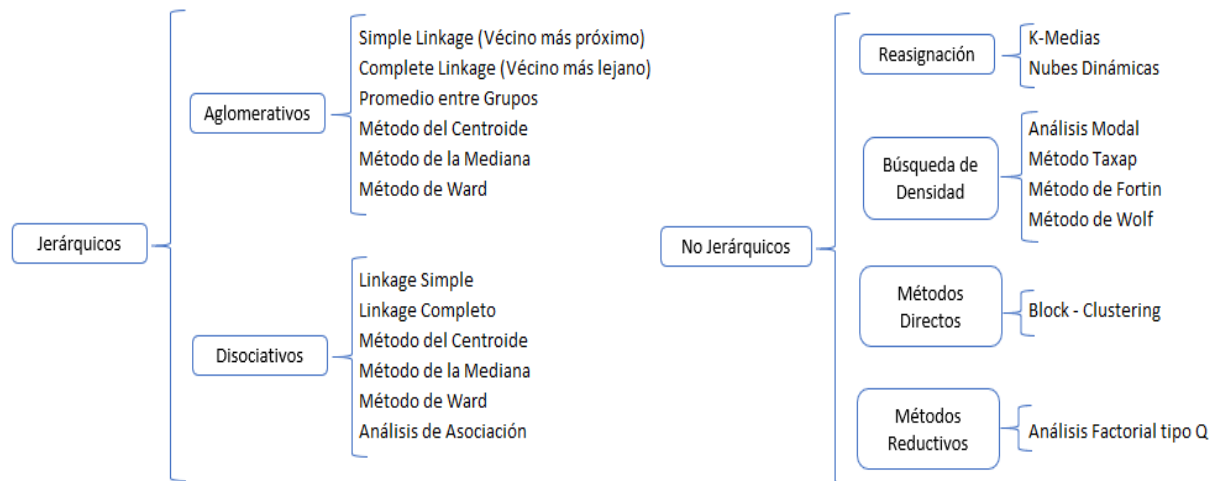 Jerárquicos
Aglomerativos
Simple Linkage (Vécino más próximo)
Complete Linkage (Vécino más lejano)
Promedio entre Grupos
Método del Centroide
Método de la Mediana
Método de Ward
Disociativos
Linkage Simple
Linkage Completo
Método del Centroide
Método de la Mediana
Método de Ward
Análisis de Asociación
No Jerárquicos
Reasignación
K-Medias
Nubes Dinámicas
Búsqueda de
Densidad
Análisis Modal
Método Taxap
Método de Fortin
Método de Wolf
Métodos
Directos
Block - Clustering
Métodos
Reductivos
Análisis Factorial tipo Q